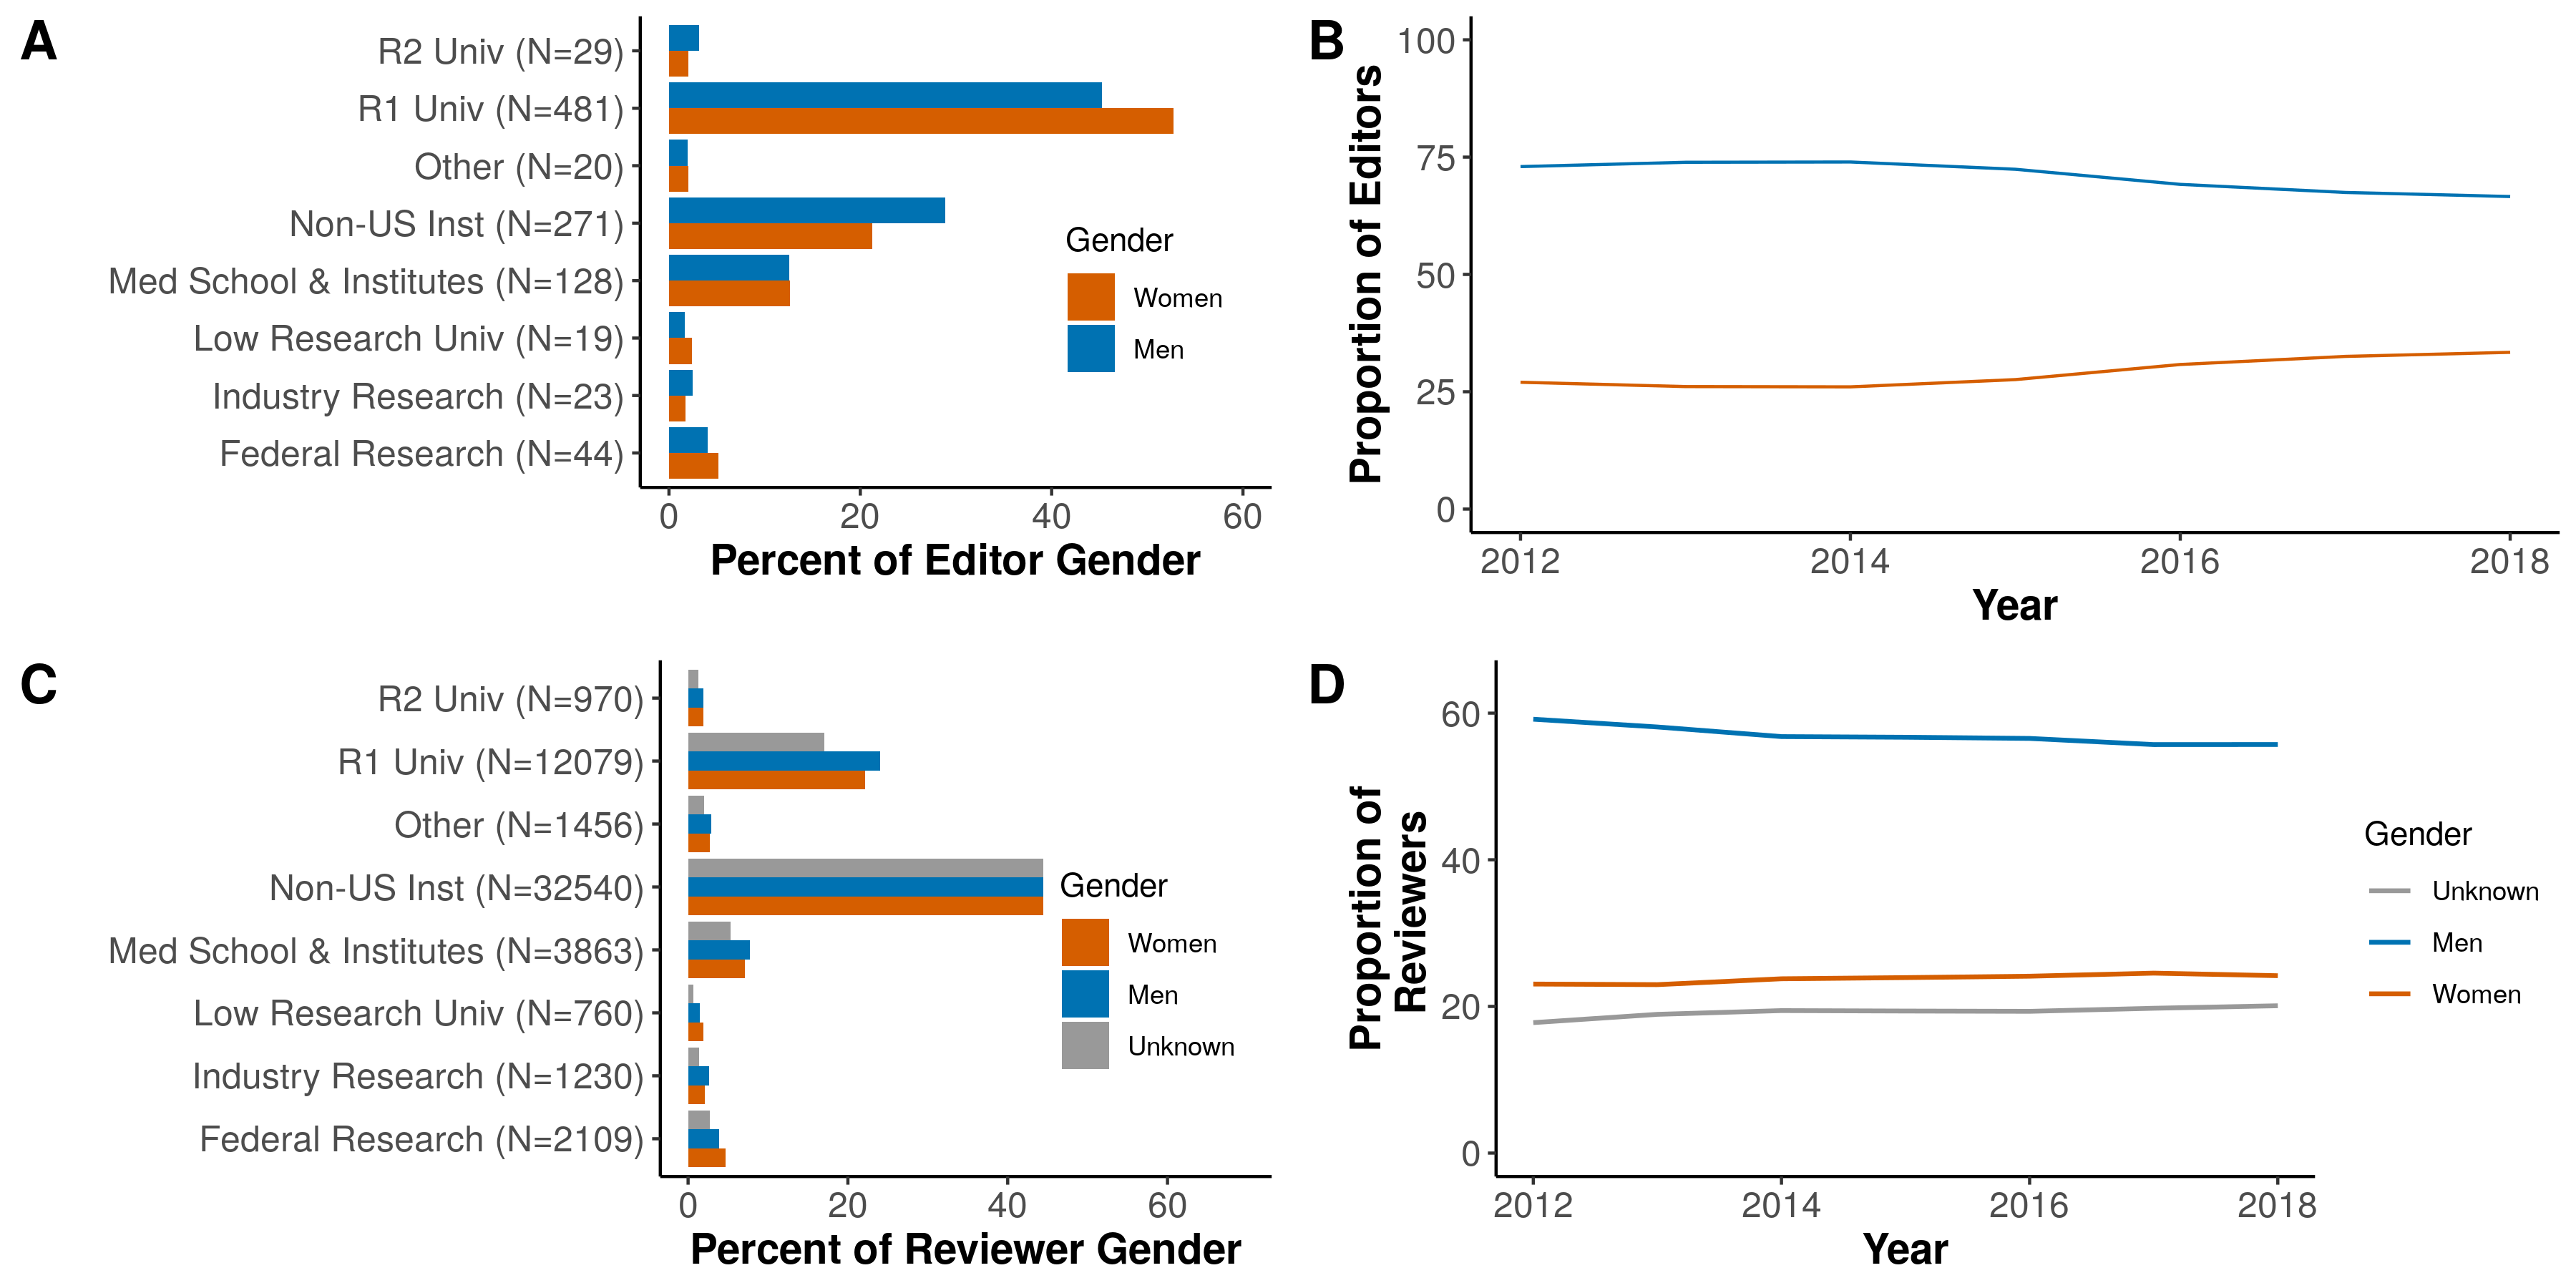 A
R2 Univ (N=29)
R1 Univ (N=481)
Other (N=20)
Non-US Inst (N=271)
Med School & Institutes (N=128)
Low Research Univ (N=19)
Industry Research (N=23)
Federal Research (N=44)
0 20 40 60
Percent of Editor Gender
Gender
Women
Men
B
Proportion of Editors
100
75
50
25
0
2012 2014 2016 2018
Year
C
R2 Univ (N=970)
R1 Univ (N=12079)
Other (N=1456)
Non-US Inst (N=32540)
Med School & Institutes (N=3863)
Low Research Univ (N=760)
Industry Research (N=1230)
Federal Research (N=2109)
0 20 40 60
Percent of Reviewer Gender
Gender
Women
Men
Unknown
D
Proportion of
Reviewers
60
40
20
0
2012 2014 2016 2018
Year
Gender
Unknown
Men
Women